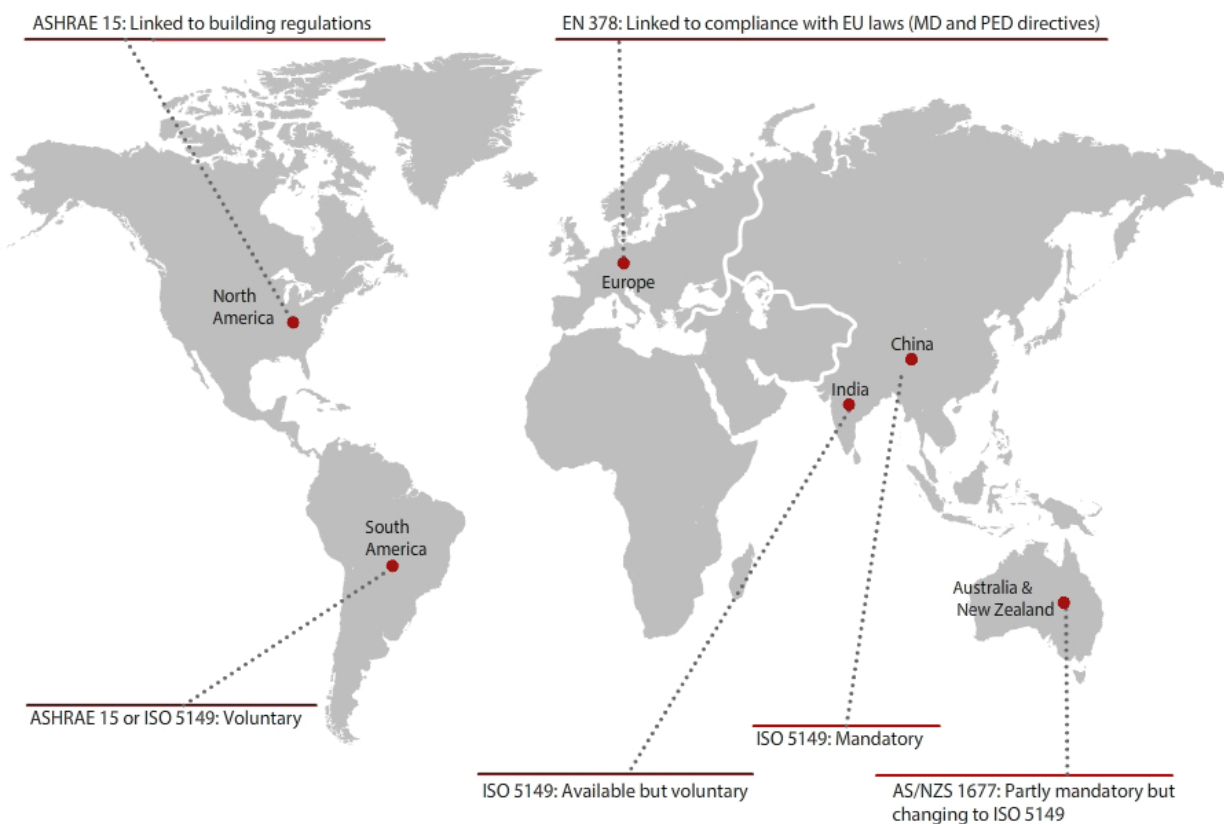 ASHRAE 15: Linked to building regulations
EN 378: Linked to compliance with EU laws (MD and PED directives)
North
America
Europe
China
India
South
America
Australia &
New Zealand
ASHRAE 15 or ISO 5149: Voluntary
ISO 5149: Mandatory
ISO 5149: Available but voluntary
AS/NZS 1677: Partly mandatory but
changing to ISO 5149